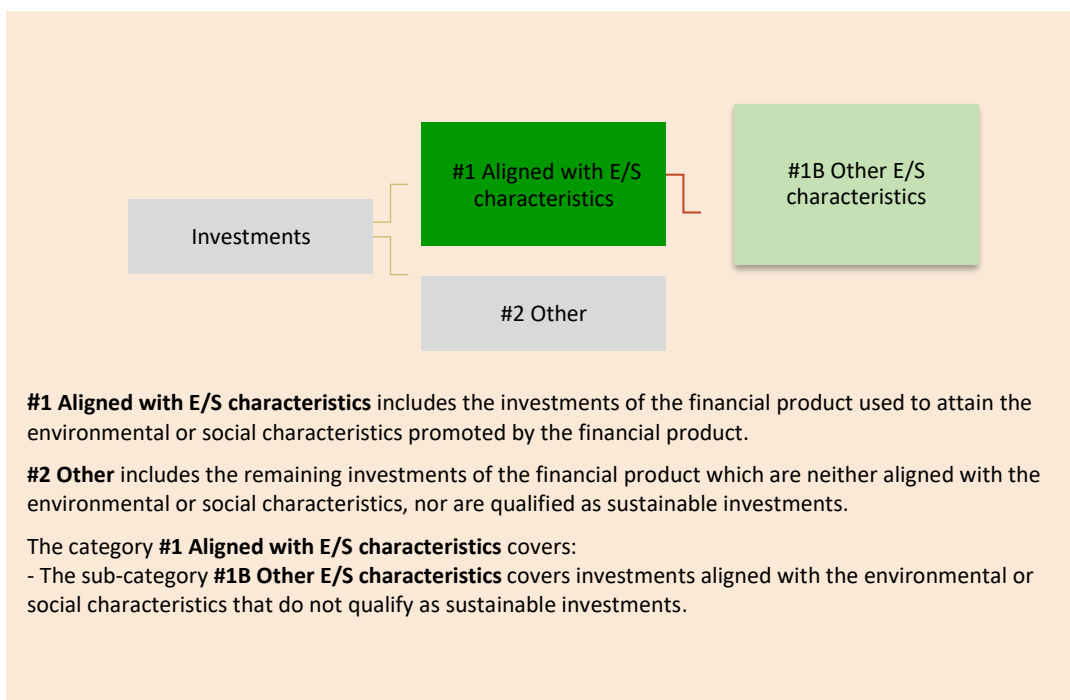 #1 Aligned with E/S
characteristics
#1B Other E/S
characteristics
Investments
#2 Other
#1 Aligned with E/S characteristics includes the investments of the financial product used to attain the
environmental or social characteristics promoted by the financial product.
#2 Other includes the remaining investments of the financial product which are neither aligned with the
environmental or social characteristics, nor are qualified as sustainable investments.
The category #1 Aligned with E/S characteristics covers:
- The sub-category #1B Other E/S characteristics covers investments aligned with the environmental or
social characteristics that do not qualify as sustainable investments.